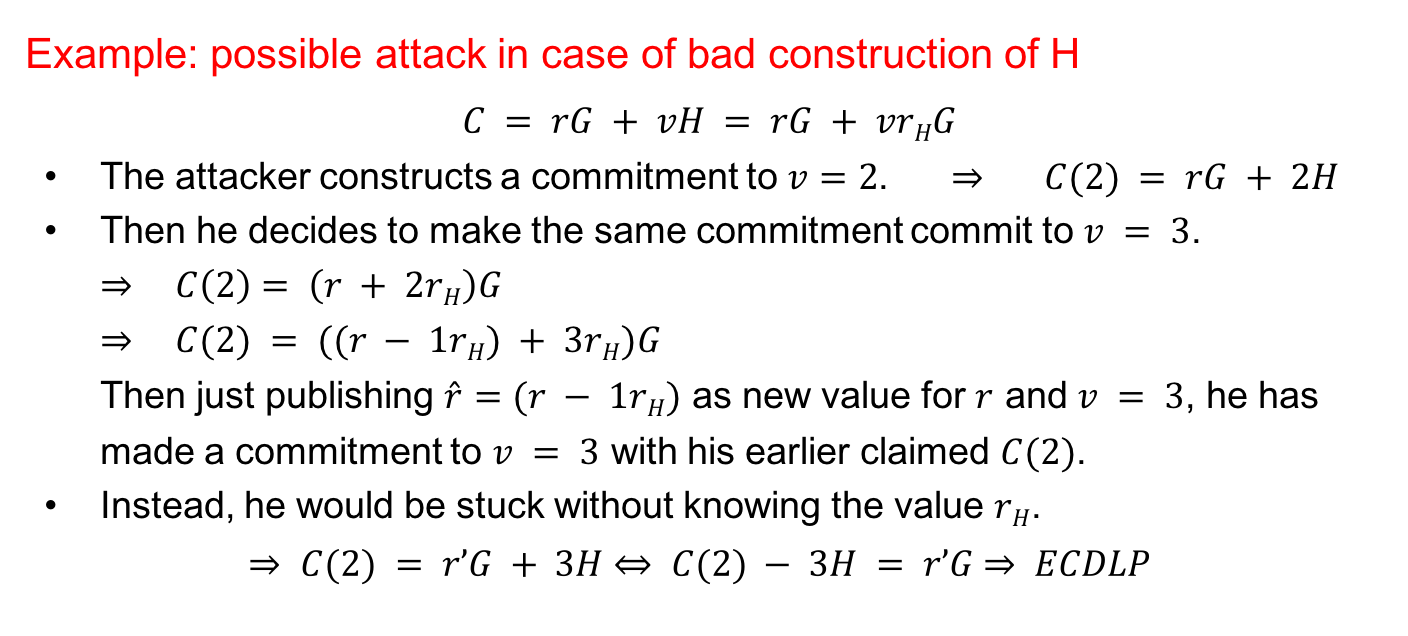 Example: possible attack in case of bad construction of H
𝐶 = 𝑟𝐺 + 𝑣𝐻 = 𝑟𝐺 + 𝑣𝑟_𝐻𝐺
• The attacker constructs a commitment to 𝑣 = 2. ⇒ 𝐶(2) = 𝑟𝐺 + 2𝐻
• Then he decides to make the same commitment commit to 𝑣 = 3.
⇒ 𝐶(2) = (𝑟 + 2𝑟_𝐻)𝐺
⇒ 𝐶(2) = ((𝑟 − 1𝑟_𝐻) + 3𝑟_𝐻)𝐺
Then just publishing 𝑟̂ = (𝑟 − 1𝑟_𝐻) as new value for 𝑟 and 𝑣 = 3, he has
made a commitment to 𝑣 = 3 with his earlier claimed 𝐶(2).
• Instead, he would be stuck without knowing the value 𝑟_𝐻.
⇒ 𝐶(2) = 𝑟’𝐺 + 3𝐻 ⇔ 𝐶(2) − 3𝐻 = 𝑟’𝐺 ⇒ 𝐸𝐶𝐷𝐿𝑃